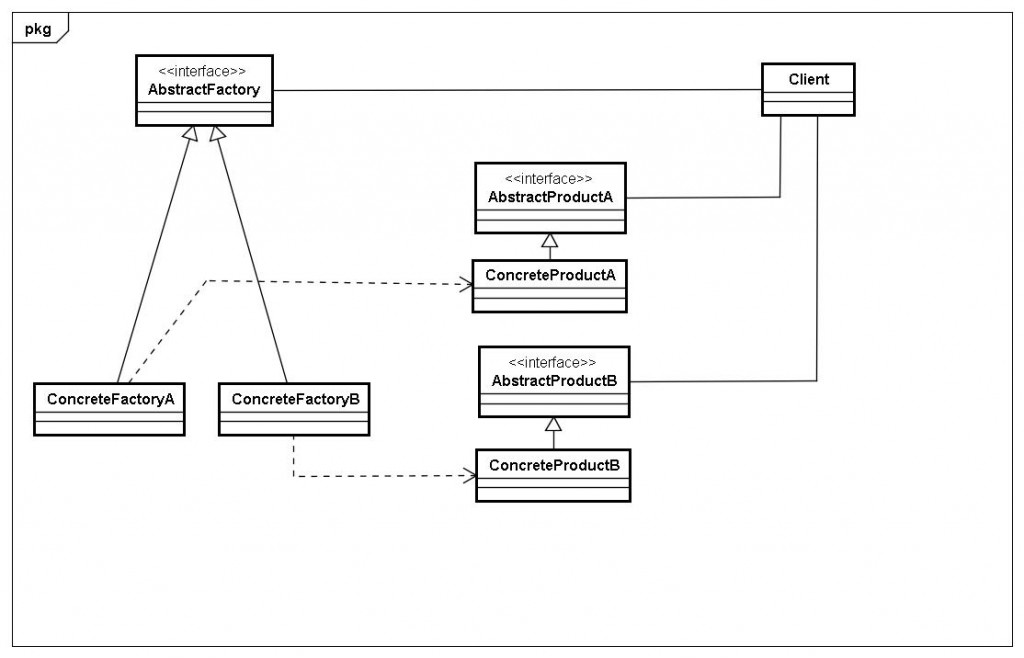 pkg
<<interface>>
AbstractFactory
Client
<<interface>>
AbstractProductA
ConcreteProductA
<<interface>>
AbstractProductB
ConcreteFactoryA
ConcreteFactoryB
ConcreteProductB